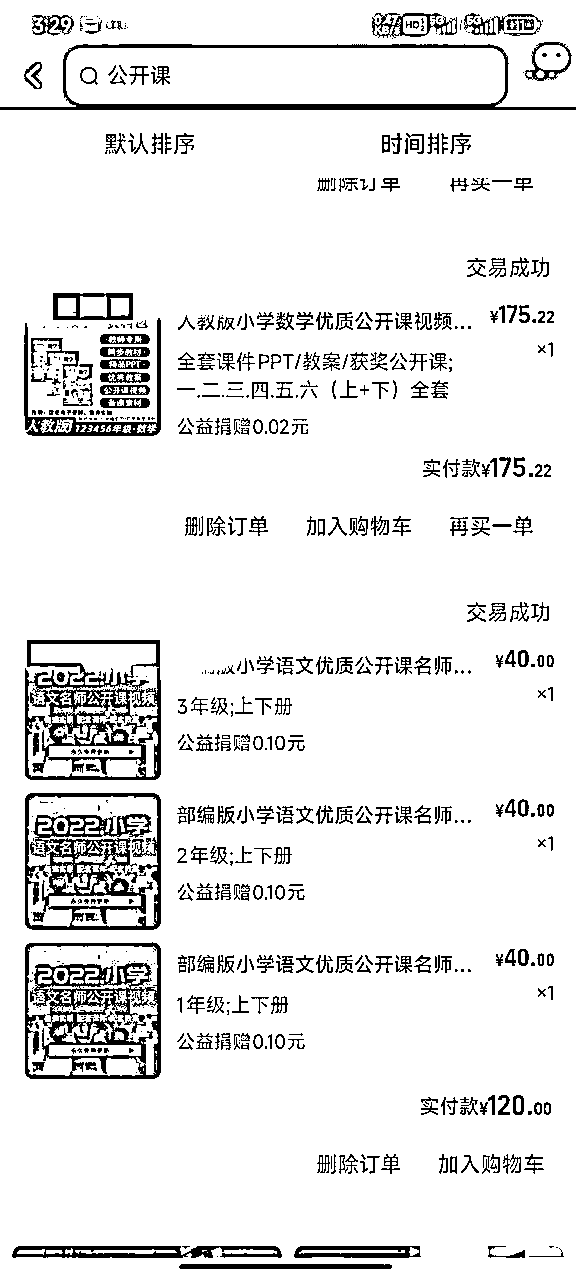 3:29
公开课
默认排序
时间排序
删除订单
再买一单
交易成功
人教版小学数学优质公开课视频... ¥175.22
全套课件PPT/教案/获奖公开课; ×1
一.二.三.四.五.六（上+下）全套
公益捐赠0.02元
人教版 123456年级·数学
实付款¥175.22
删除订单
加入购物车
再买一单
交易成功
版小学语文优质公开课名师... ¥40.00
3年级;上下册 ×1
公益捐赠0.10元
2022小学
语文名师公开课视频
部编版小学语文优质公开课名师... ¥40.00
2年级;上下册 ×1
公益捐赠0.10元
2022小学
语文名师公开课视频
部编版小学语文优质公开课名师... ¥40.00
1年级;上下册 ×1
公益捐赠0.10元
2022小学
语文名师公开课视频
实付款¥120.00
删除订单
加入购物车